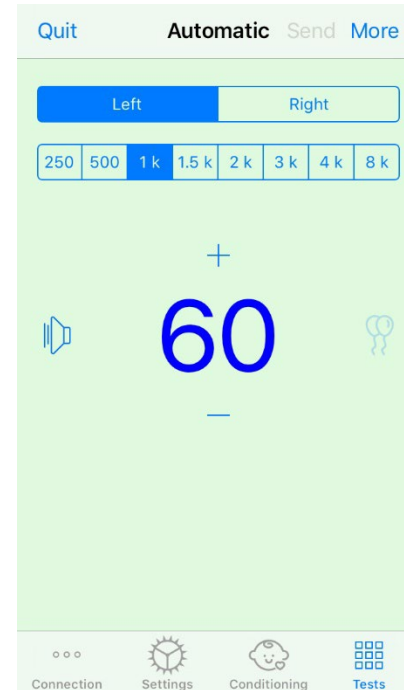 Quit Automatic Send More
Left Right
250 500 1 k 1.5 k 2 k 3 k 4 k 8 k
+
60
−
Connection Settings Conditioning Tests